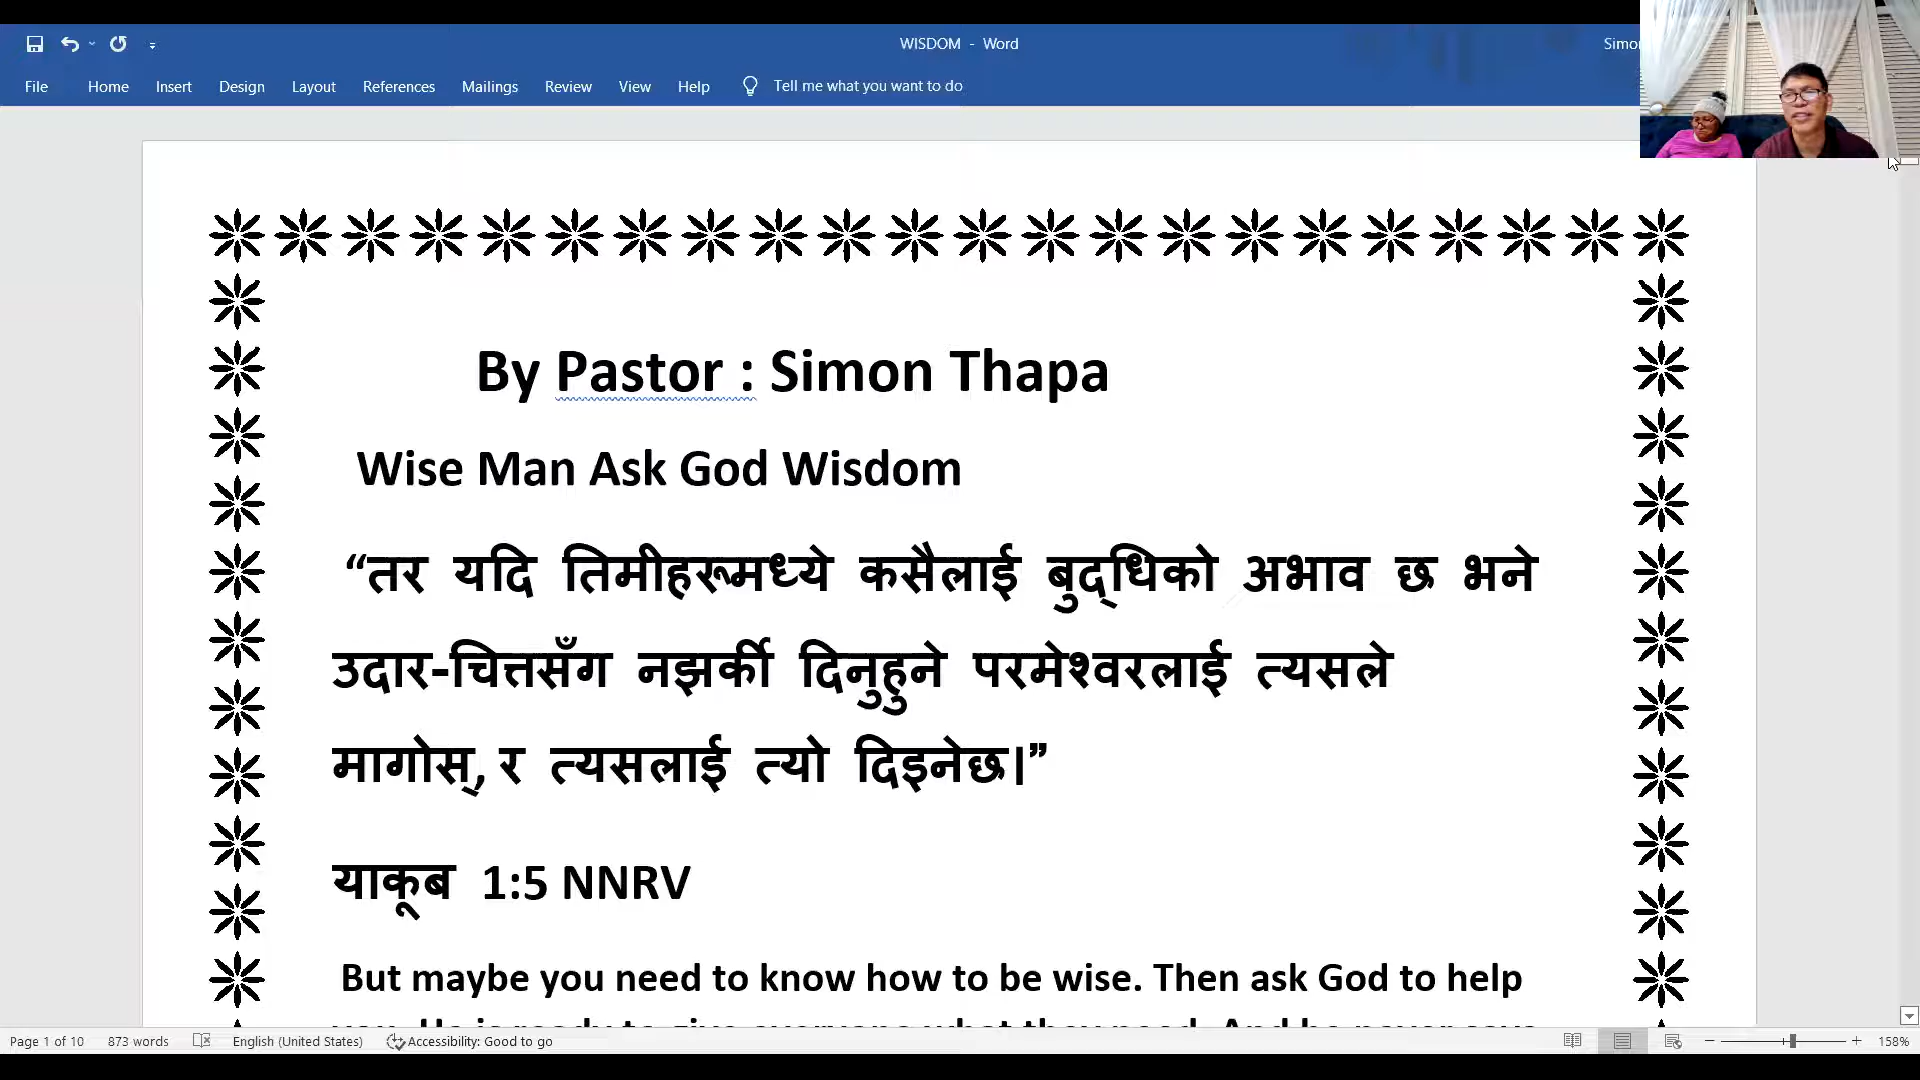 WISDOM - Word
File Home Insert Design Layout References Mailings Review View Help Tell me what you want to do
By Pastor : Simon Thapa
Wise Man Ask God Wisdom
“तर यदि तिमीहरूमध्ये कसैलाई बुद्‌धिको अभाव छ भने
उदार-चित्तसँग नझर्की दिनुहुने परमेश्‍वरलाई त्यसले
मागोस्, र त्यसलाई त्यो दिइनेछ।”
याकूब 1:5 NNRV
But maybe you need to know how to be wise. Then ask God to help
Page 1 of 10 873 words English (United States) Accessibility: Good to go 158%